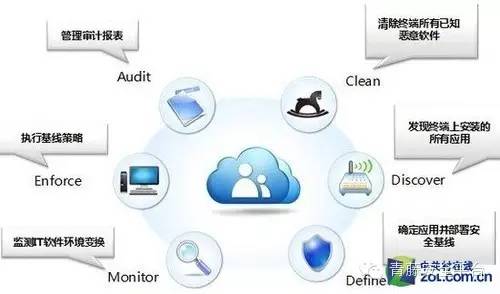 管理审计报表
Audit
清除终端所有已知
恶意软件
Clean
执行基线策略
Enforce
发现终端上安装的
所有应用
Discover
监测IT软件环境变换
Monitor
确定应用并部署安
全基线
Define
ZOL.COM.CN